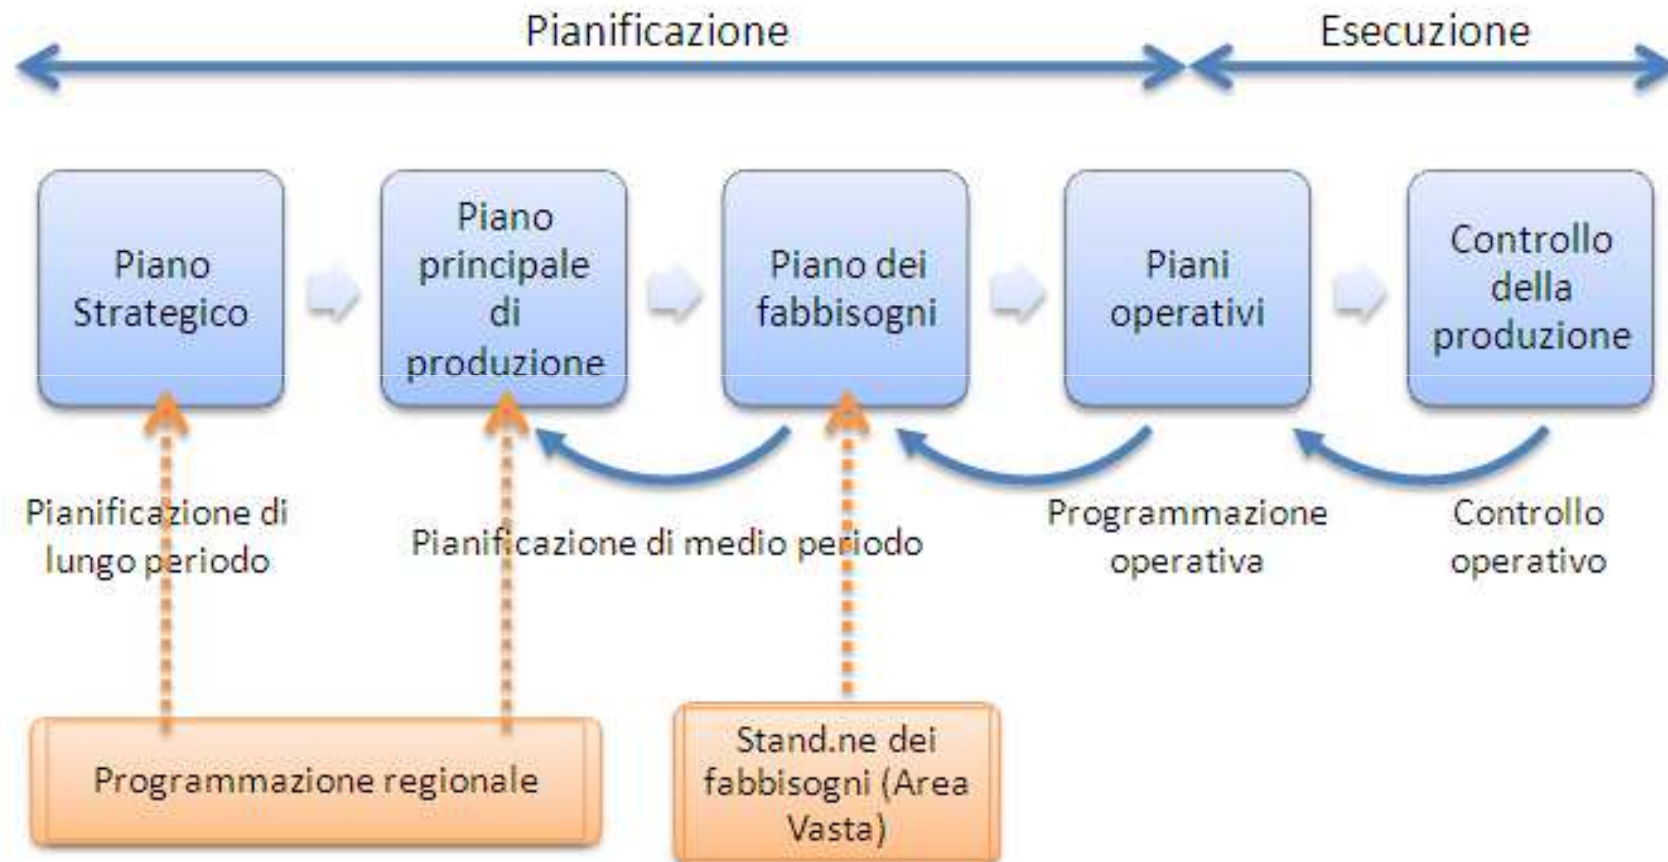 Pianificazione
Esecuzione
Piano
Strategico
Piano
principale
di
produzione
Piano dei
fabbisogni
Piani
operativi
Controllo
della
produzione
Pianificazione di
lungo periodo
Pianificazione di medio periodo
Programmazione
operativa
Controllo
operativo
Programmazione regionale
Stand.ne dei
fabbisogni (Area
Vasta)